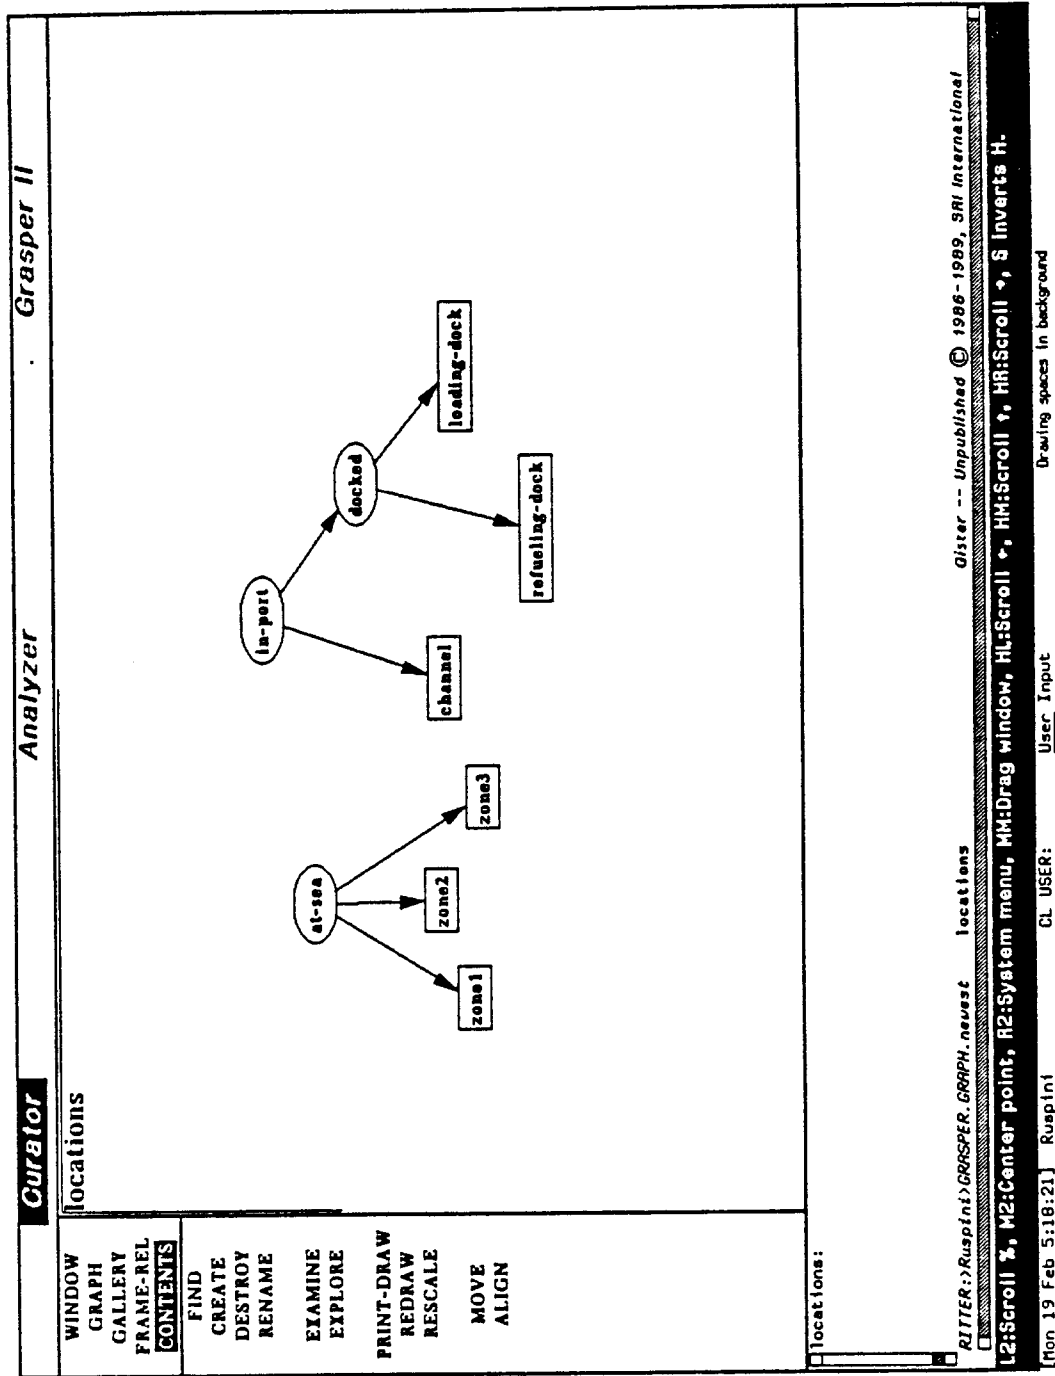 Curator Analyzer Grasper II
WINDOW
GRAPH
GALLERY
FRAME-REL
CONTENTS
FIND
CREATE
DESTROY
RENAME
EXAMINE
EXPLORE
PRINT-DRAW
REDRAW
RESCALE
MOVE
ALIGN
locations
in-port
at-sea
docked
zone1
zone2
zone3
channel
loading-dock
refueling-dock
locations:
RITTER:>Ruspini>GRASPER.GRAPH.newest locations Gister -- Unpublished © 1986-1989, SRI International
L2:Scroll %, M2:Center point, R2:System menu, MM:Drag window, HL:Scroll , HM:Scroll , HR:Scroll , S Inverts H.
[Mon 19 Feb 5:18:21] Ruspini CL USER: User Input Drawing spaces in background